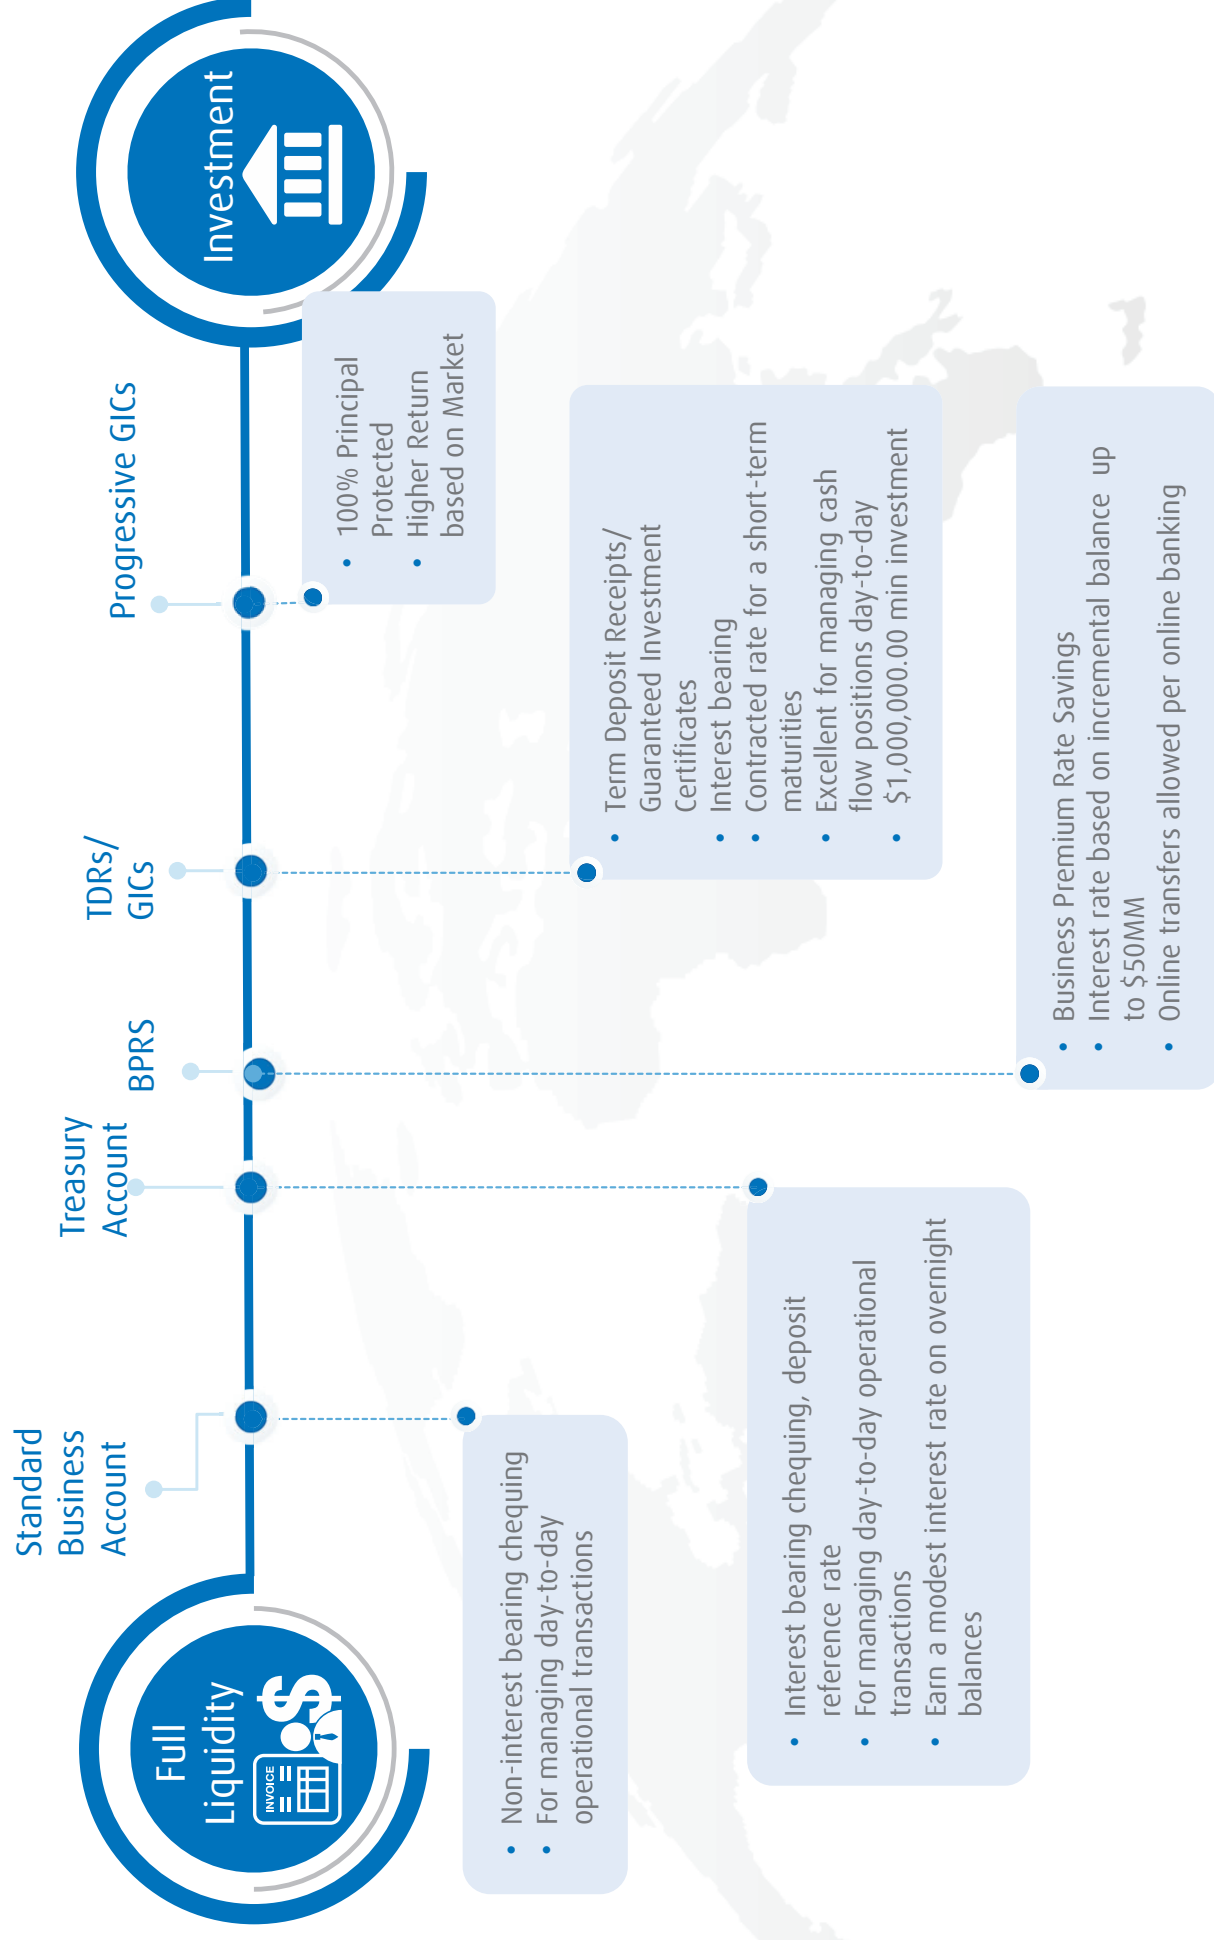 Full
Liquidity
INVOICE
$
Standard
Business
Account
Treasury
Account
BPRS
TDRs/
GICs
Progressive GICs
Investment
• Non-interest bearing chequing
• For managing day-to-day
operational transactions
• Interest bearing chequing, deposit
reference rate
• For managing day-to-day operational
transactions
• Earn a modest interest rate on overnight
balances
• Business Premium Rate Savings
• Interest rate based on incremental balance up
to $50MM
• Online transfers allowed per online banking
• Term Deposit Receipts/
Guaranteed Investment
Certificates
• Interest bearing
• Contracted rate for a short-term
maturities
• Excellent for managing cash
flow positions day-to-day
• $1,000,000.00 min investment
• 100% Principal
Protected
• Higher Return
based on Market